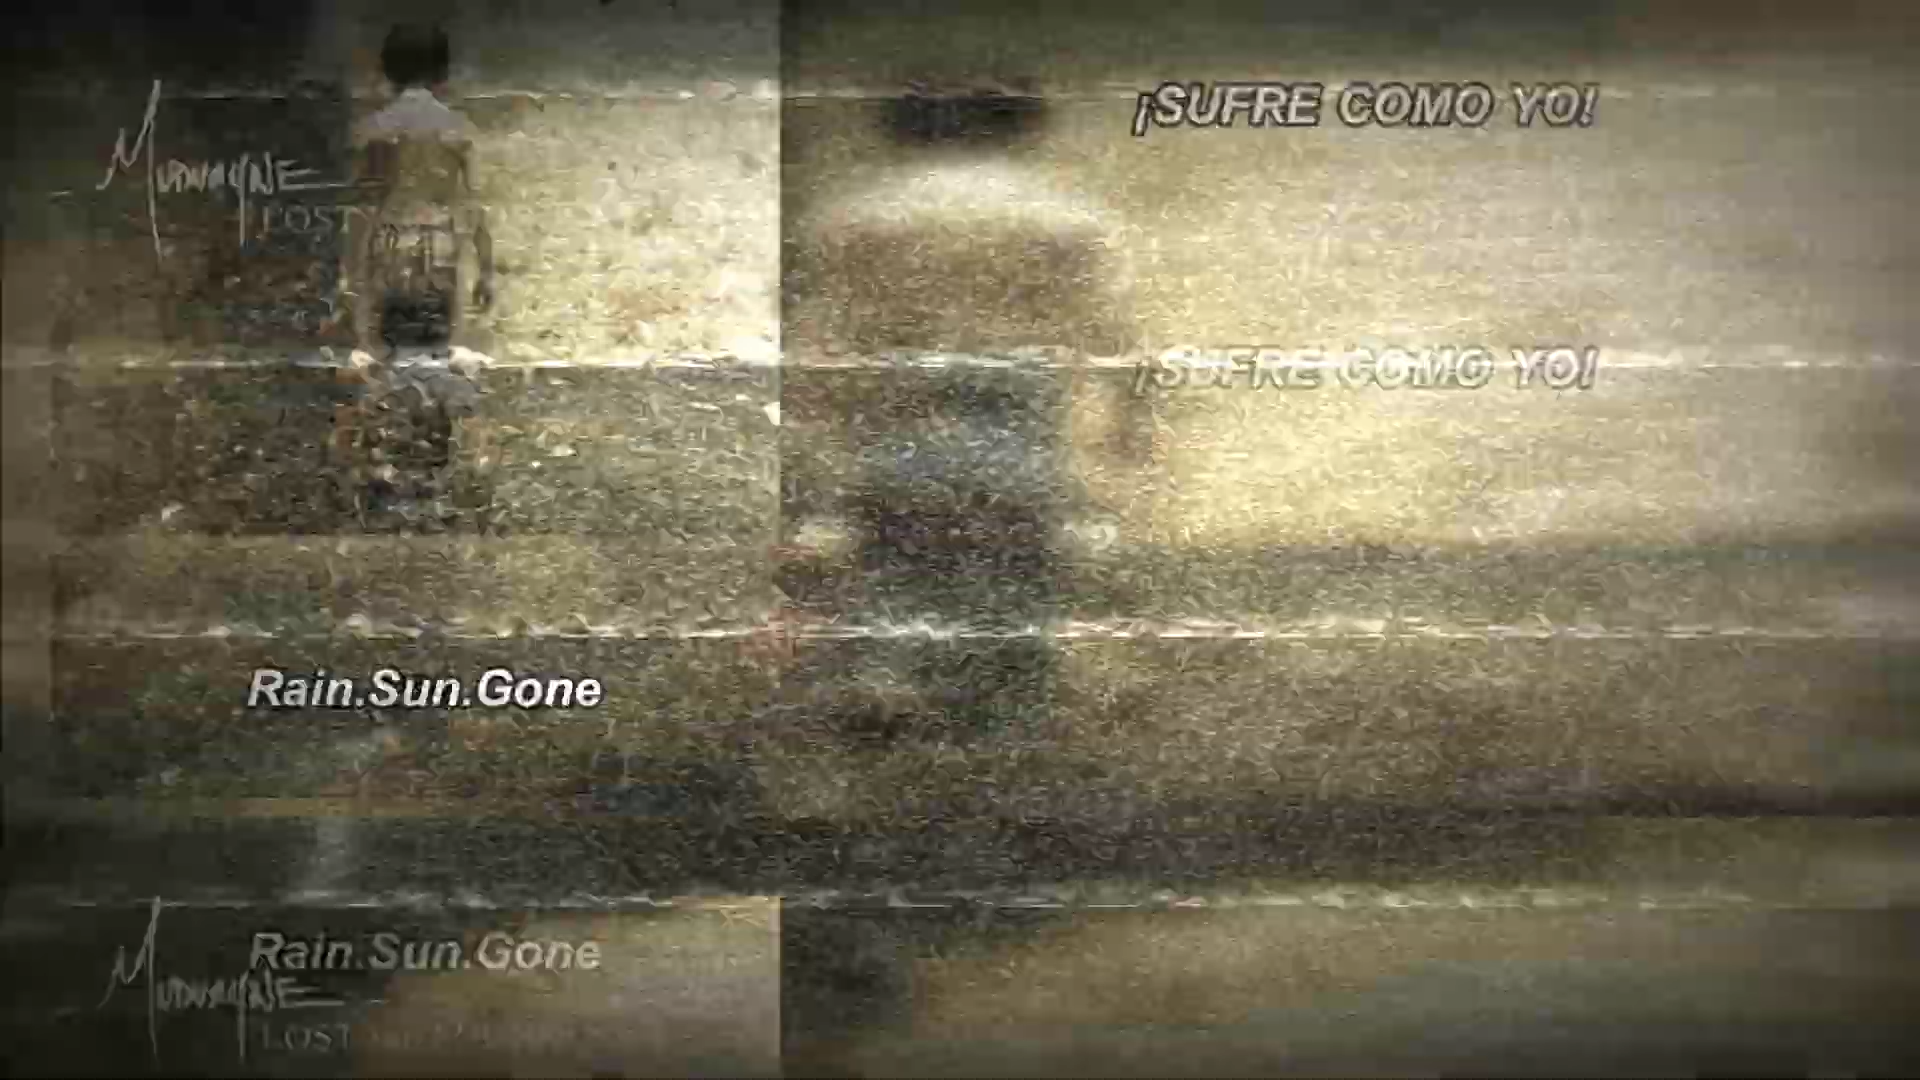 ¡SUFRE COMO YO!
MUDVAYNE
LOST
¡SUFRE COMO YO!
Rain.Sun.Gone
Rain.Sun.Gone
MUDVAYNE
LOST